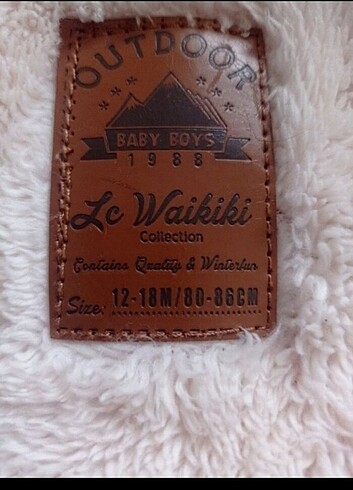 OUTDOOR
BABY BOYS
1988
Lc Waikiki
Collection
Contains Quality & Winterfun
Size: 12-18M/80-86CM